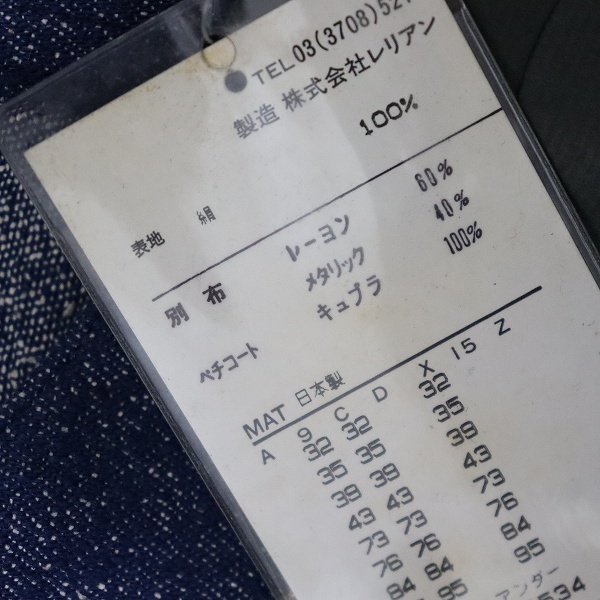 TEL 03(3708)521
製造 株式会社レリアン
表地 絹 100%
別布 レーヨン 60%
メタリック 40%
ペチコート キュプラ 100%
MAT 日本製
A 9 C D X 15 Z
32 32 32
35 35 35
39 39 39
43 43 43
73 73 73
76 76 76
84 84 84
95 95
アンダー
534